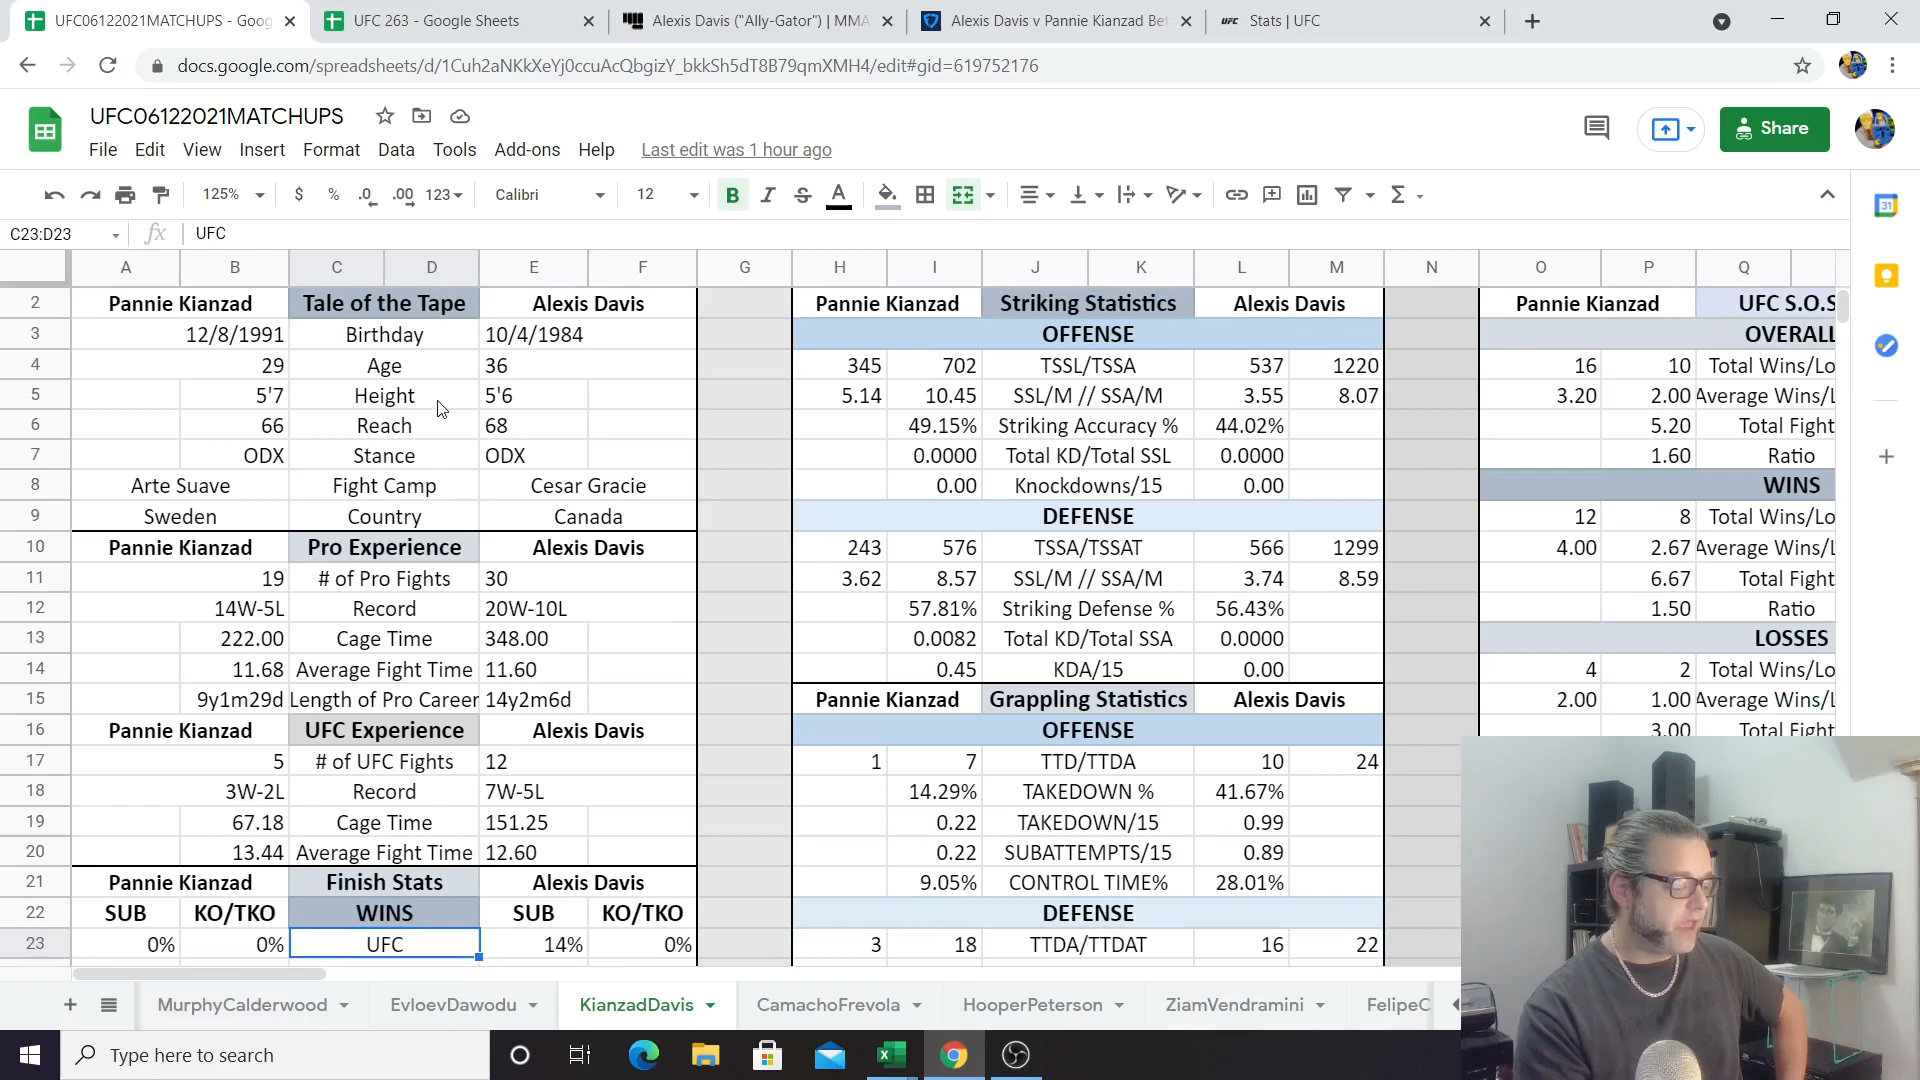 UFC06122021MATCHUPS - Goog
UFC 263 - Google Sheets
Alexis Davis ("Ally-Gator") | MMA
Alexis Davis v Pannie Kianzad Bet
UFC Stats | UFC
docs.google.com/spreadsheets/d/1Cuh2aNKkXeYj0ccuAcQbgizY_bkkSh5dT8B79qmXMH4/edit#gid=619752176
UFC06122021MATCHUPS
Share
File Edit View Insert Format Data Tools Add-ons Help Last edit was 1 hour ago
125% $ % .0 .00 123 Calibri 12 B I S A
31
C23:D23 fx UFC
A B C D E F G H I J K L M N O P Q
2 Pannie Kianzad Tale of the Tape Alexis Davis Pannie Kianzad Striking Statistics Alexis Davis Pannie Kianzad UFC S.O.S
3 12/8/1991 Birthday 10/4/1984 OFFENSE OVERALL
4 29 Age 36 345 702 TSSL/TSSA 537 1220 16 10 Total Wins/Lo
5 5'7 Height 5'6 5.14 10.45 SSL/M // SSA/M 3.55 8.07 3.20 2.00 Average Wins/L
6 66 Reach 68 49.15% Striking Accuracy % 44.02% 5.20 Total Fight
7 ODX Stance ODX 0.0000 Total KD/Total SSL 0.0000 1.60 Ratio
8 Arte Suave Fight Camp Cesar Gracie 0.00 Knockdowns/15 0.00 WINS
9 Sweden Country Canada DEFENSE 12 8 Total Wins/Lo
10 Pannie Kianzad Pro Experience Alexis Davis 243 576 TSSA/TSSAT 566 1299 4.00 2.67 Average Wins/L
11 19 # of Pro Fights 30 3.62 8.57 SSL/M // SSA/M 3.74 8.59 6.67 Total Fight
12 14W-5L Record 20W-10L 57.81% Striking Defense % 56.43% 1.50 Ratio
13 222.00 Cage Time 348.00 0.0082 Total KD/Total SSA 0.0000 LOSSES
14 11.68 Average Fight Time 11.60 0.45 KDA/15 0.00 4 2 Total Wins/Lo
15 9y1m29d Length of Pro Career 14y2m6d Pannie Kianzad Grappling Statistics Alexis Davis 2.00 1.00 Average Wins/L
16 Pannie Kianzad UFC Experience Alexis Davis OFFENSE 3.00 Total Fight
17 5 # of UFC Fights 12 1 7 TTD/TTDA 10 24
18 3W-2L Record 7W-5L 14.29% TAKEDOWN % 41.67%
19 67.18 Cage Time 151.25 0.22 TAKEDOWN/15 0.99
20 13.44 Average Fight Time 12.60 0.22 SUBATTEMPTS/15 0.89
21 Pannie Kianzad Finish Stats Alexis Davis 9.05% CONTROL TIME% 28.01%
22 SUB KO/TKO WINS SUB KO/TKO DEFENSE
23 0% 0% UFC 14% 0% 3 18 TTDA/TTDAT 16 22
MurphyCalderwood EvloevDawodu KianzadDavis CamachoFrevola HooperPeterson ZiamVendramini FelipeC
Type here to search